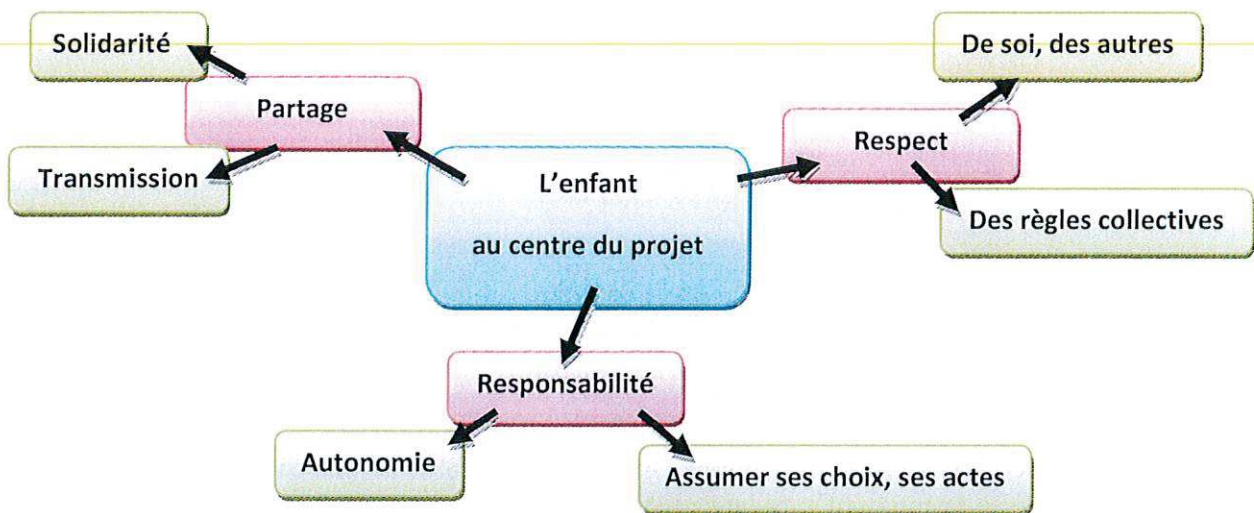 Solidarité
De soi, des autres
Partage
Respect
Transmission
L'enfant
au centre du projet
Des règles collectives
Responsabilité
Autonomie
Assumer ses choix, ses actes